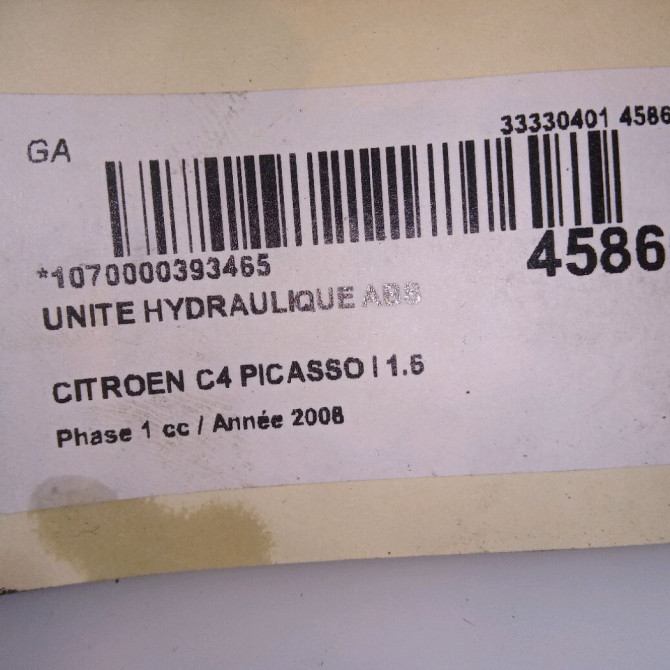 33330401 4586
GA
4586
*1070000393465
UNITE HYDRAULIQUE ABS
CITROEN C4 PICASSO I 1.6
Phase 1 cc / Année 2008